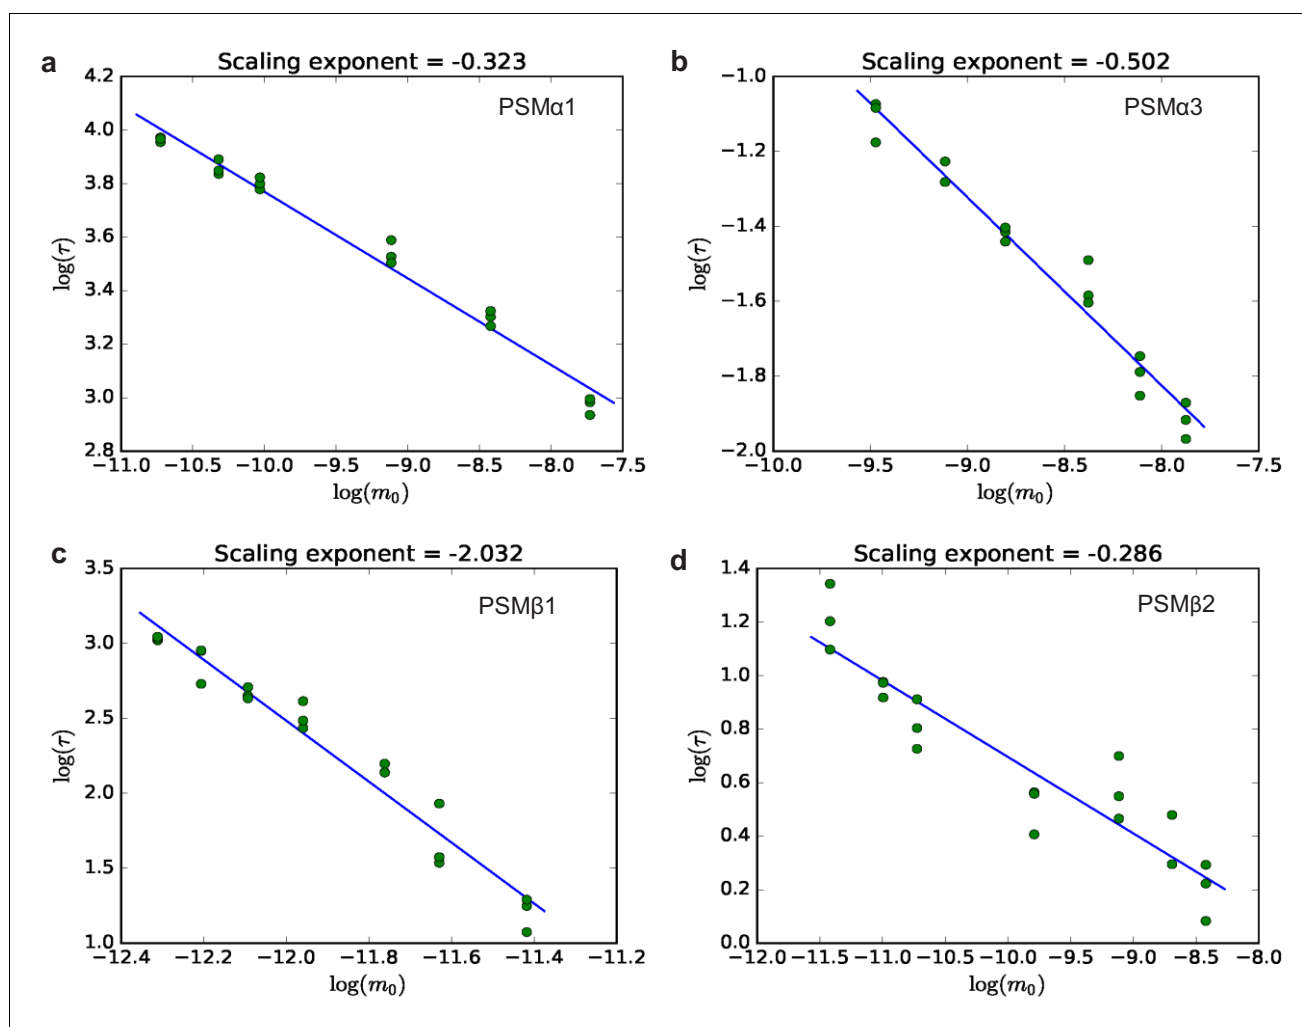 a
Scaling exponent = -0.323
PSMα1
4.2
4.0
3.8
3.6
3.4
3.2
3.0
2.8
log(τ)
−11.0 −10.5 −10.0 −9.5 −9.0 −8.5 −8.0 −7.5
log(m₀)
b
Scaling exponent = -0.502
PSMα3
−1.0
−1.2
−1.4
−1.6
−1.8
−2.0
log(τ)
−10.0 −9.5 −9.0 −8.5 −8.0 −7.5
log(m₀)
c
Scaling exponent = -2.032
PSMβ1
3.5
3.0
2.5
2.0
1.5
1.0
log(τ)
−12.4 −12.2 −12.0 −11.8 −11.6 −11.4 −11.2
log(m₀)
d
Scaling exponent = -0.286
PSMβ2
1.4
1.2
1.0
0.8
0.6
0.4
0.2
0.0
log(τ)
−12.0 −11.5 −11.0 −10.5 −10.0 −9.5 −9.0 −8.5 −8.0
log(m₀)